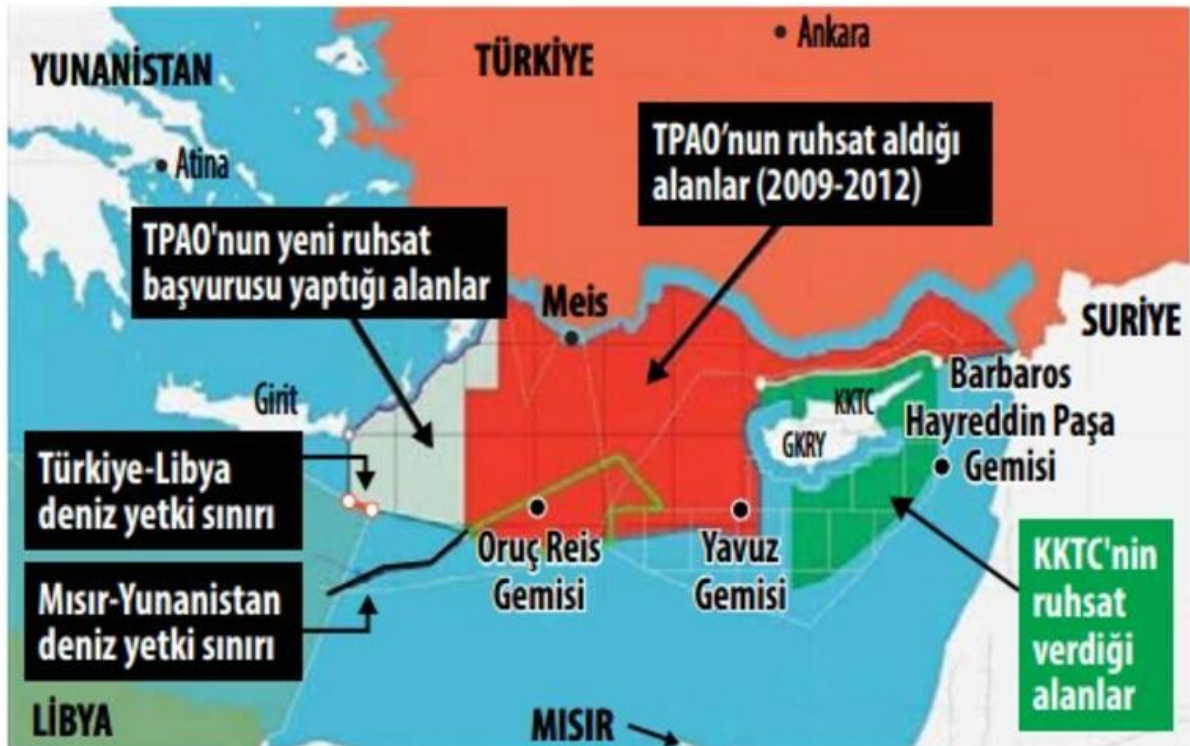 YUNANİSTAN
TÜRKİYE
Ankara
Atina
TPAO'nun ruhsat aldığı
alanlar (2009-2012)
TPAO'nun yeni ruhsat
başvurusu yaptığı alanlar
Meis
SURİYE
Girit
KKTC
GKRY
Barbaros
Hayreddin Paşa
Gemisi
Türkiye-Libya
deniz yetki sınırı
Oruç Reis
Gemisi
Yavuz
Gemisi
Mısır-Yunanistan
deniz yetki sınırı
KKTC'nin
ruhsat
verdiği
alanlar
LİBYA
MISIR